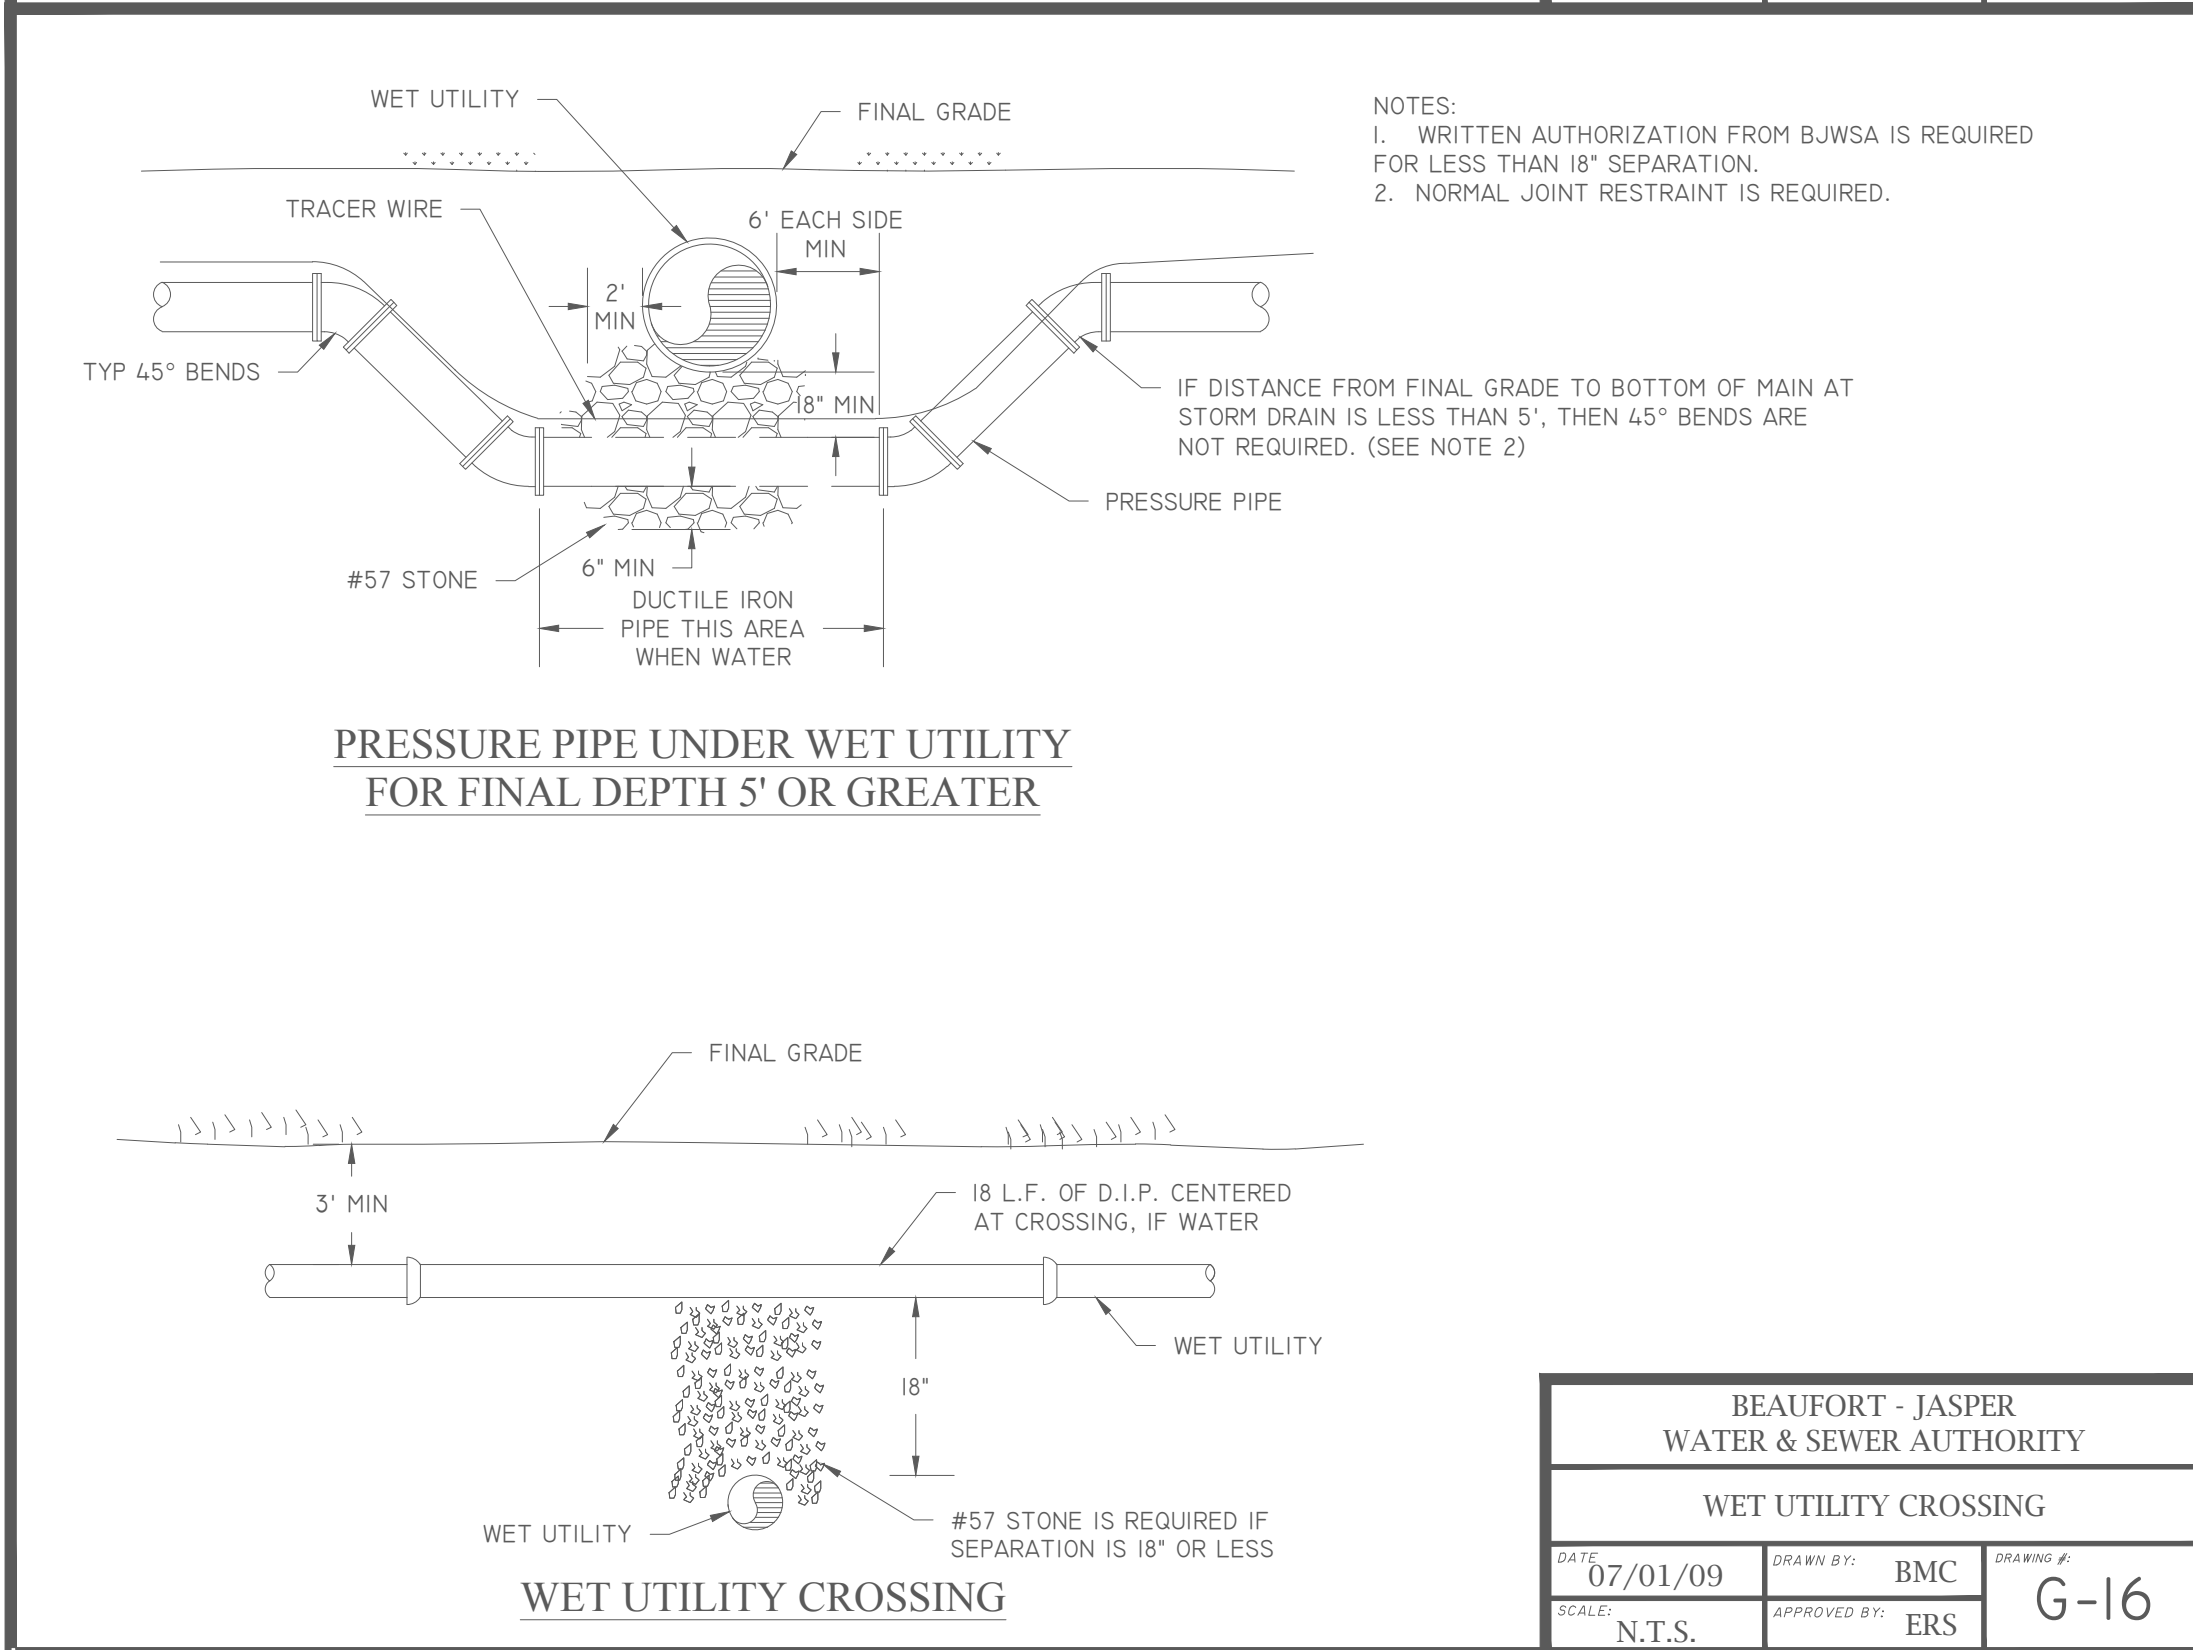 WET UTILITY
FINAL GRADE
NOTES:
1. WRITTEN AUTHORIZATION FROM BJWSA IS REQUIRED
FOR LESS THAN 18" SEPARATION.
2. NORMAL JOINT RESTRAINT IS REQUIRED.
TRACER WIRE
6' EACH SIDE
MIN
2'
MIN
TYP 45° BENDS
18" MIN
IF DISTANCE FROM FINAL GRADE TO BOTTOM OF MAIN AT
STORM DRAIN IS LESS THAN 5', THEN 45° BENDS ARE
NOT REQUIRED. (SEE NOTE 2)
PRESSURE PIPE
#57 STONE
6" MIN
DUCTILE IRON
PIPE THIS AREA
WHEN WATER
PRESSURE PIPE UNDER WET UTILITY
FOR FINAL DEPTH 5' OR GREATER
FINAL GRADE
3' MIN
18 L.F. OF D.I.P. CENTERED
AT CROSSING, IF WATER
WET UTILITY
18"
WET UTILITY
#57 STONE IS REQUIRED IF
SEPARATION IS 18" OR LESS
WET UTILITY CROSSING
BEAUFORT - JASPER
WATER & SEWER AUTHORITY
WET UTILITY CROSSING
DATE 07/01/09
DRAWN BY: BMC
DRAWING #:
G-16
SCALE: N.T.S.
APPROVED BY: ERS